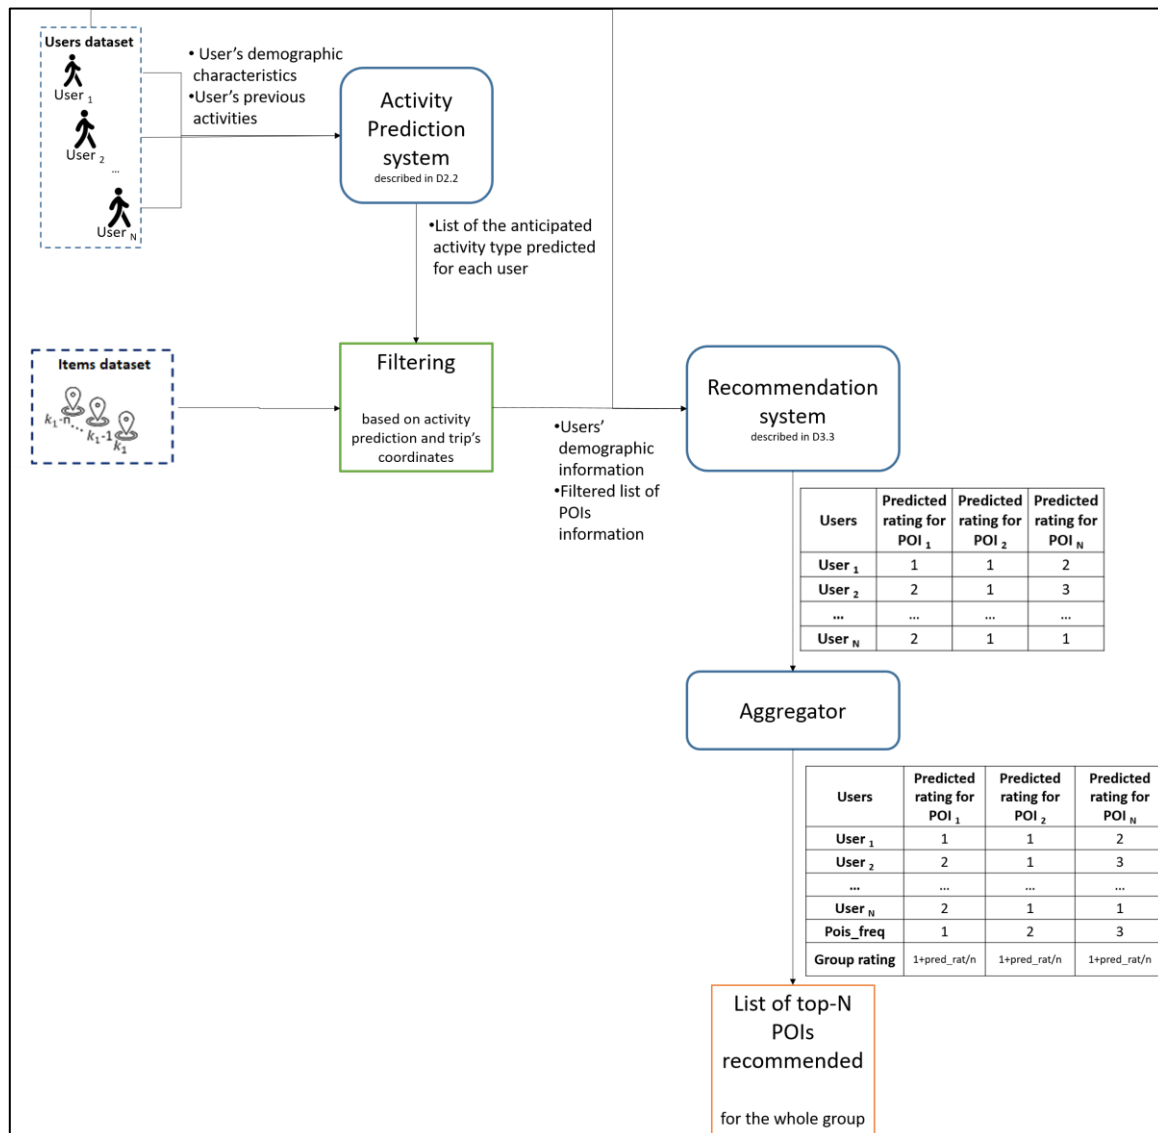 Users dataset
User 1
User 2
...
User N
• User's demographic
characteristics
•User's previous
activities
Activity
Prediction
system
described in D2.2
•List of the anticipated
activity type predicted
for each user
Items dataset
k1-n
...
k1-1
k1
Filtering
based on activity
prediction and trip's
coordinates
•Users'
demographic
information
•Filtered list of
POIs
information
Recommendation
system
described in D3.3
Users | Predicted rating for POI 1 | Predicted rating for POI 2 | Predicted rating for POI N
User 1 | 1 | 1 | 2
User 2 | 2 | 1 | 3
... | ... | ... | ...
User N | 2 | 1 | 1
Aggregator
Users | Predicted rating for POI 1 | Predicted rating for POI 2 | Predicted rating for POI N
User 1 | 1 | 1 | 2
User 2 | 2 | 1 | 3
... | ... | ... | ...
User N | 2 | 1 | 1
Pois_freq | 1 | 2 | 3
Group rating | 1+pred_rat/n | 1+pred_rat/n | 1+pred_rat/n
List of top-N
POIs
recommended
for the whole group